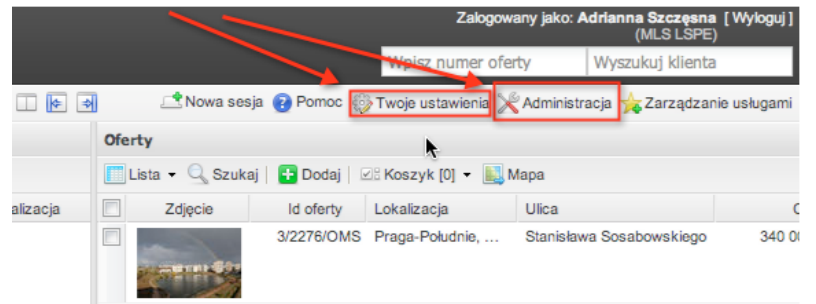 Zalogowany jako: Adrianna Szczęsna [ Wyloguj ]
(MLS LSPE)
Wpisz numer oferty Wyszukuj klienta
Nowa sesja Pomoc Twoje ustawienia Administracja Zarządzanie usługami
Oferty
Lista Szukaj Dodaj Koszyk [0] Mapa
alizacja Zdjęcie Id oferty Lokalizacja Ulica
3/2276/OMS Praga-Południe, ... Stanisława Sosabowskiego 340 00